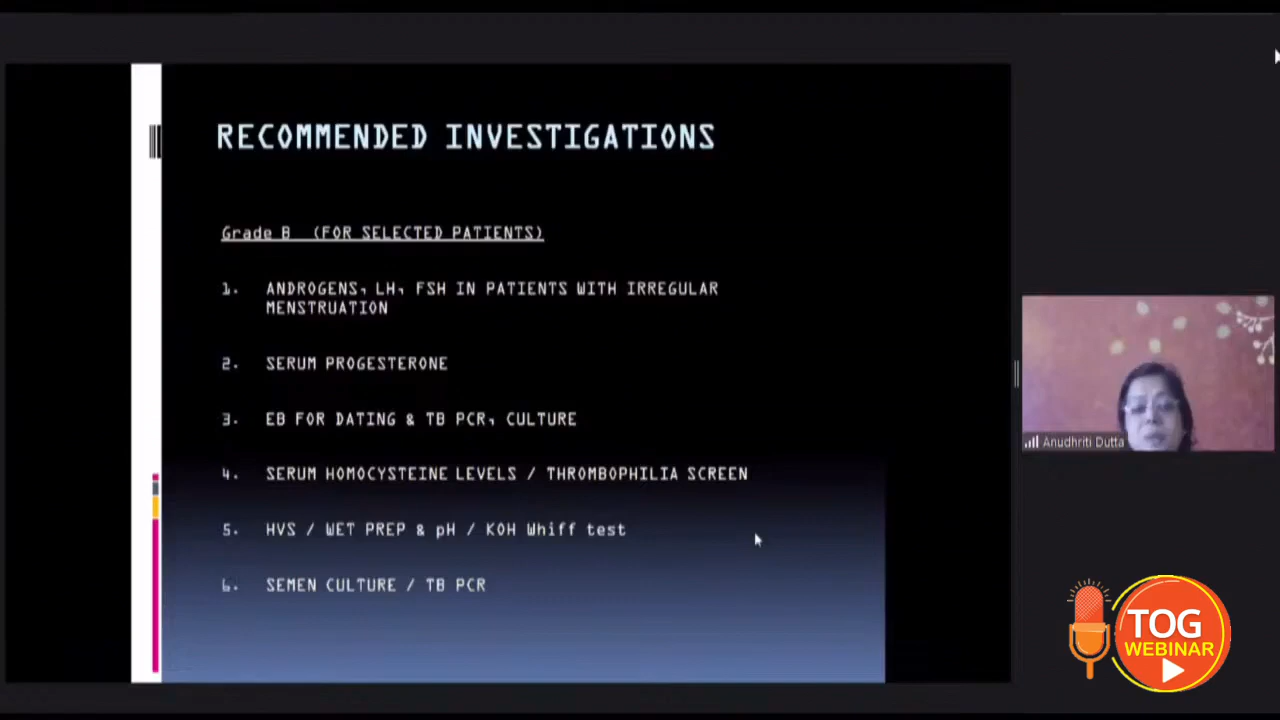 RECOMMENDED INVESTIGATIONS
Grade B (FOR SELECTED PATIENTS)
1. ANDROGENS, LH, FSH IN PATIENTS WITH IRREGULAR
MENSTRUATION
2. SERUM PROGESTERONE
3. EB FOR DATING & TB PCR, CULTURE
4. SERUM HOMOCYSTEINE LEVELS / THROMBOPHILIA SCREEN
5. HVS / WET PREP & pH / KOH Whiff test
6. SEMEN CULTURE / TB PCR
Anudhriti Dutta
TOG
WEBINAR